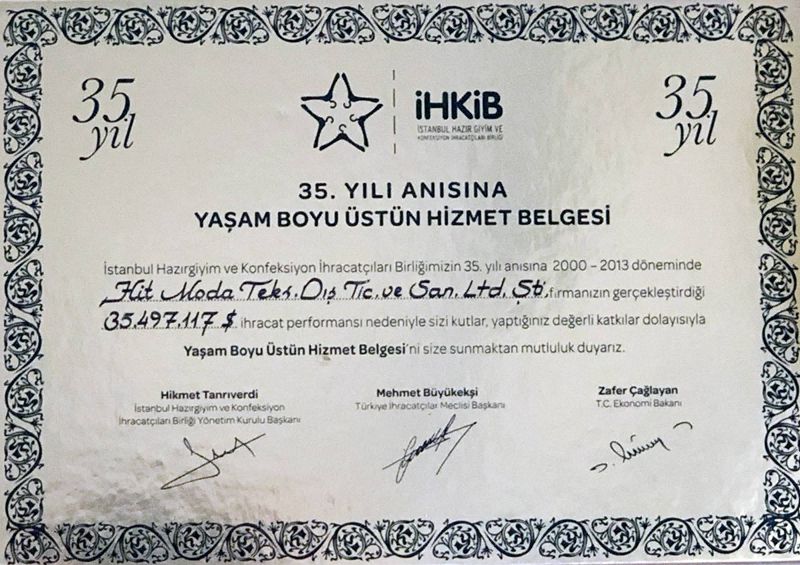 35 yıl
İHKİB
İSTANBUL HAZIR GİYİM VE
KONFEKSİYON İHRACATÇILARI BİRLİĞİ
35 yıl
35. YILI ANISINA
YAŞAM BOYU ÜSTÜN HİZMET BELGESİ
İstanbul Hazırgiyim ve Konfeksiyon İhracatçıları Birliğimizin 35. yılı anısına 2000 - 2013 döneminde
Hit Moda Teks. Dış Tic. ve San. Ltd. Şti. firmanızın gerçekleştirdiği
35.497.117 $ ihracat performansı nedeniyle sizi kutlar, yaptığınız değerli katkılar dolayısıyla
Yaşam Boyu Üstün Hizmet Belgesi'ni size sunmaktan mutluluk duyarız.
Hikmet Tanrıverdi
İstanbul Hazırgiyim ve Konfeksiyon
İhracatçıları Birliği Yönetim Kurulu Başkanı
Mehmet Büyükekşi
Türkiye İhracatçılar Meclisi Başkanı
Zafer Çağlayan
T.C. Ekonomi Bakanı